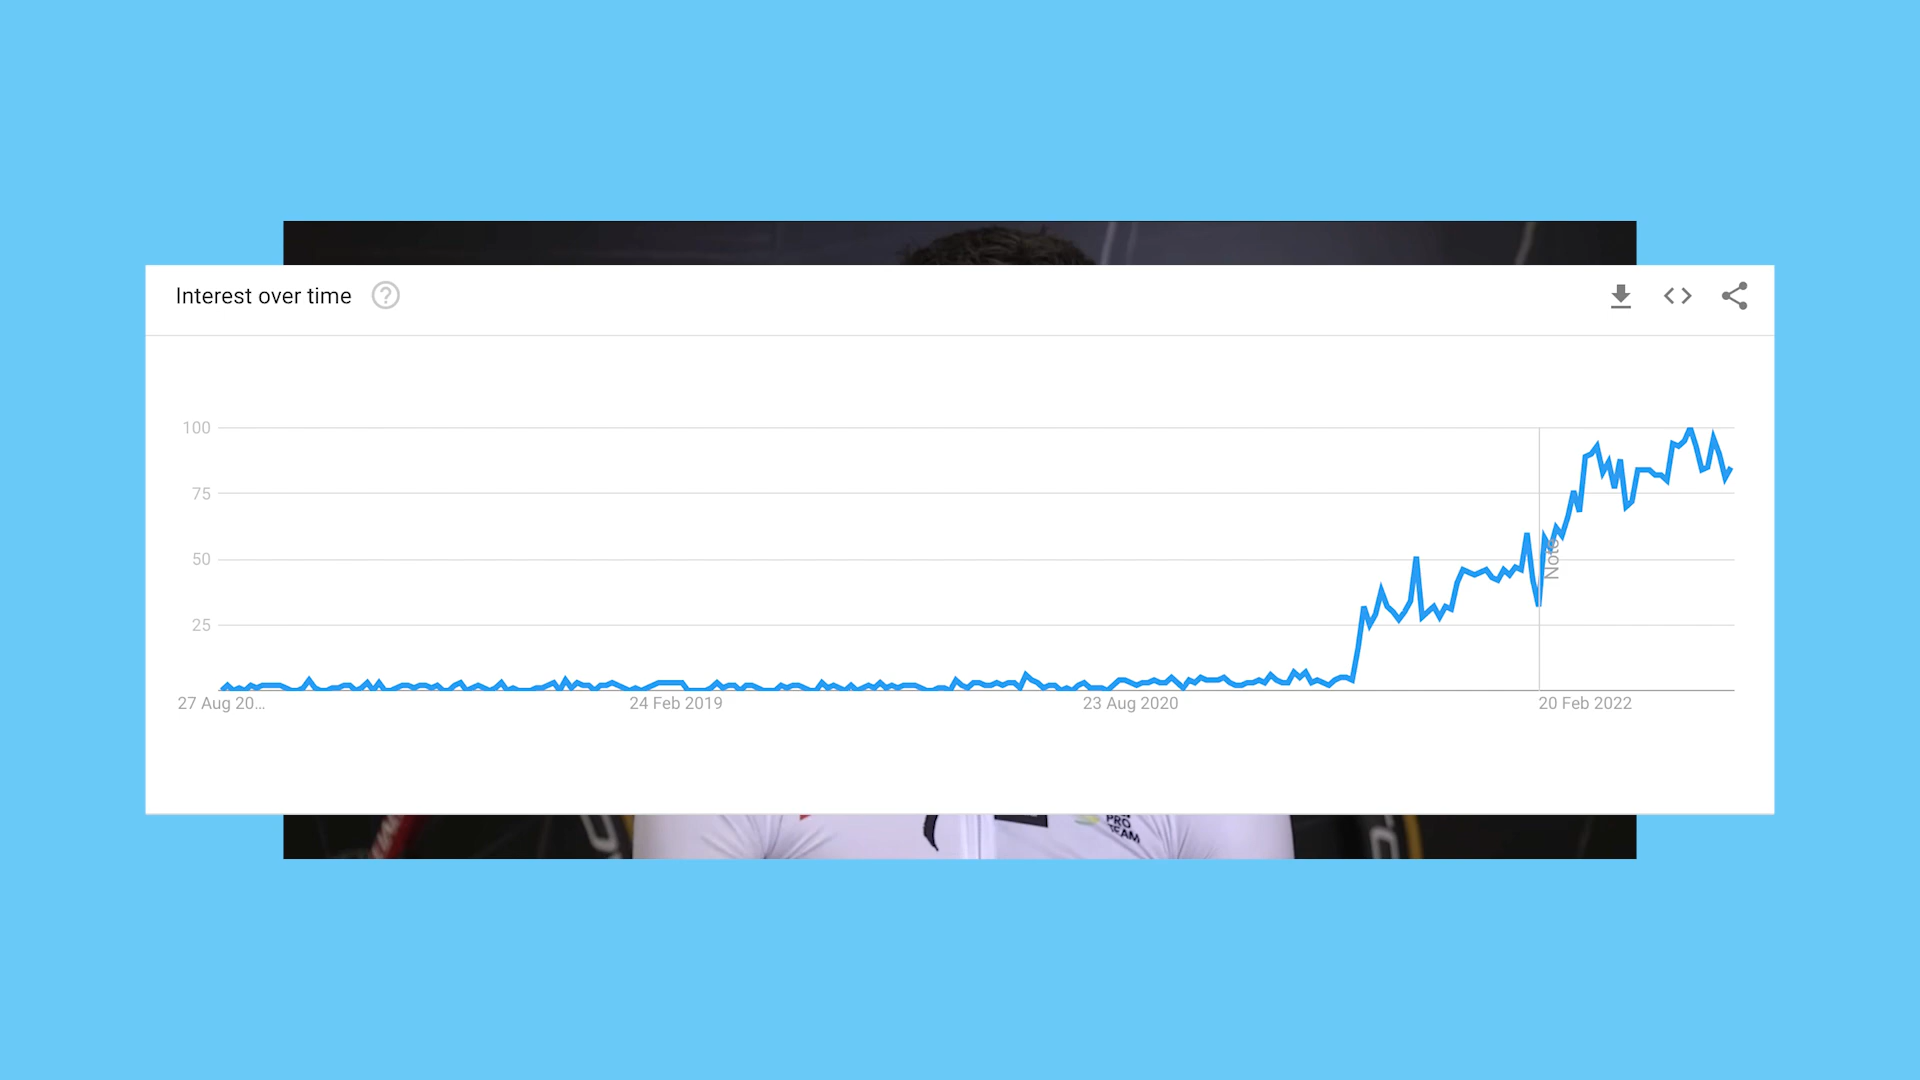 Interest over time
100
75
50
25
Note
27 Aug 20...
24 Feb 2019
23 Aug 2020
20 Feb 2022
PRO
TEAM